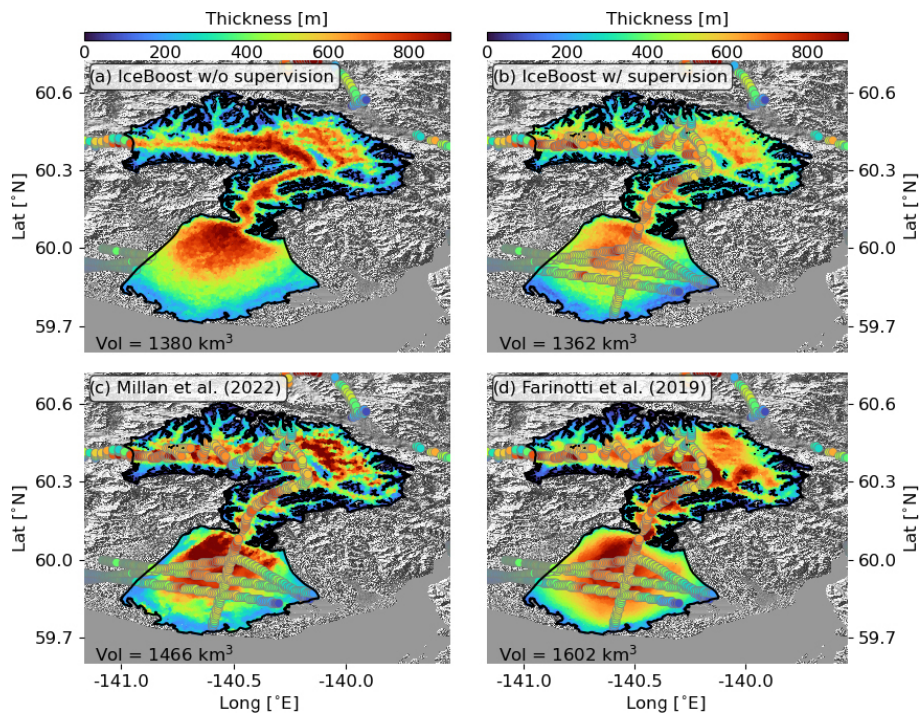 Thickness [m]
Thickness [m]
0 200 400 600 800
0 200 400 600 800
(a) IceBoost w/o supervision
(b) IceBoost w/ supervision
60.6
60.3
60.0
59.7
Lat [°N]
Vol = 1380 km³
60.6
60.3
60.0
59.7
Lat [°N]
Vol = 1362 km³
(c) Millan et al. (2022)
(d) Farinotti et al. (2019)
60.6
60.3
60.0
59.7
Lat [°N]
Vol = 1466 km³
60.6
60.3
60.0
59.7
Lat [°N]
Vol = 1602 km³
-141.0 -140.5 -140.0
-141.0 -140.5 -140.0
Long [°E]
Long [°E]